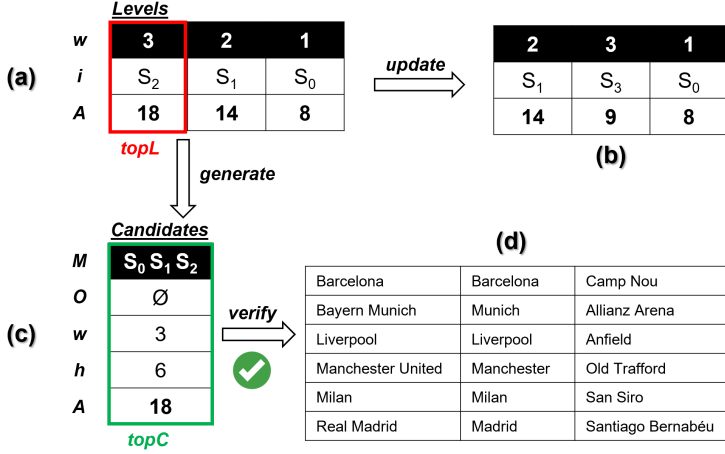 Levels
w 3 2 1
(a) i S₂ S₁ S₀
A 18 14 8
topL
update
2 3 1
S₁ S₃ S₀
14 9 8
(b)
generate
Candidates
M S₀ S₁ S₂
O Ø
(c) w 3
h 6
A 18
topC
verify
(d)
Barcelona Barcelona Camp Nou
Bayern Munich Munich Allianz Arena
Liverpool Liverpool Anfield
Manchester United Manchester Old Trafford
Milan Milan San Siro
Real Madrid Madrid Santiago Bernabéu